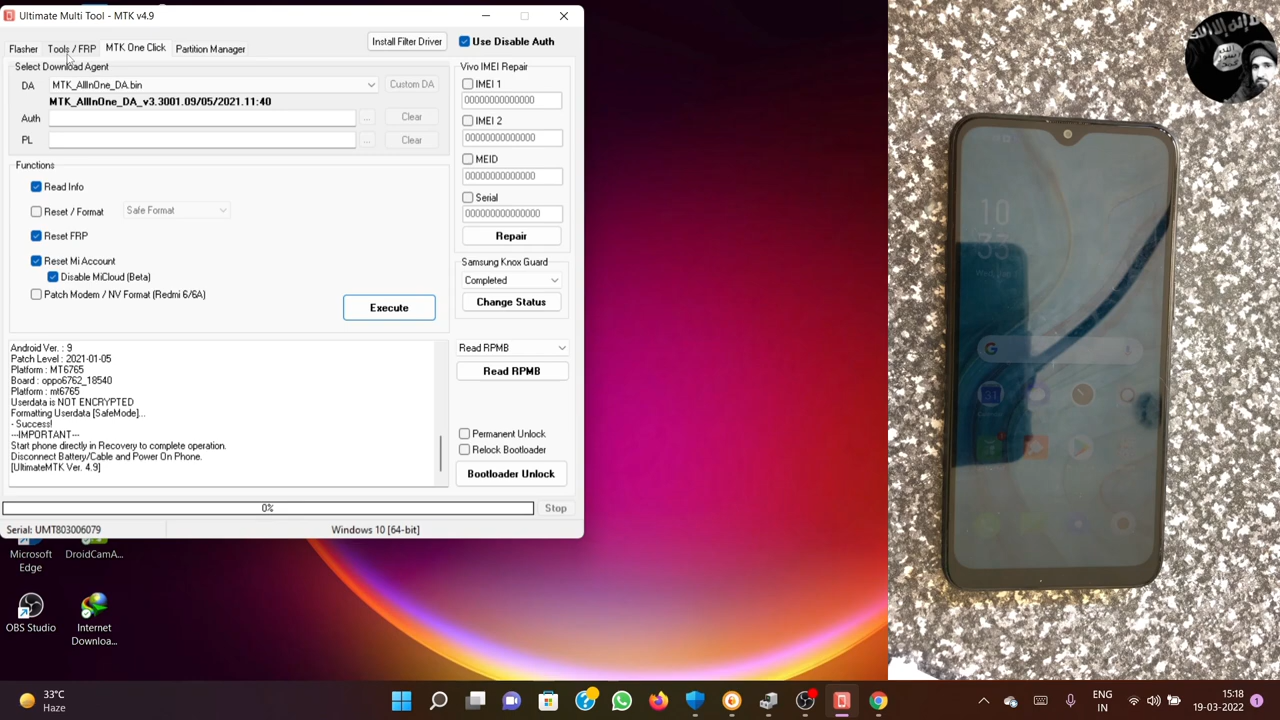 Ultimate Multi Tool - MTK v4.9
Flasher
Tools / FRP
MTK One Click
Partition Manager
Install Filter Driver
Use Disable Auth
Select Download Agent
DA
MTK_AllInOne_DA.bin
Custom DA
MTK_AllInOne_DA_v3.3001.09/05/2021.11:40
Auth
...
Clear
PL
...
Clear
Functions
Read Info
Reset / Format
Safe Format
Reset FRP
Reset Mi Account
Disable MiCloud (Beta)
Patch Modem / NV Format (Redmi 6/6A)
Execute
Vivo IMEI Repair
IMEI 1
00000000000000
IMEI 2
00000000000000
MEID
00000000000000
Serial
000000000000000
Repair
Samsung Knox Guard
Completed
Change Status
Android Ver. : 9
Patch Level : 2021-01-05
Platform : MT6765
Board : oppo6762_18540
Platform : mt6765
Userdata is NOT ENCRYPTED
Formatting Userdata [SafeMode]...
- Success!
---IMPORTANT---
Start phone directly in Recovery to complete operation.
Disconnect Battery/Cable and Power On Phone.
[UltimateMTK Ver. 4.9]
Read RPMB
Read RPMB
Permanent Unlock
Relock Bootloader
Bootloader Unlock
0%
Stop
Serial: UMT803006079
Windows 10 [64-bit]
Microsoft
Edge
DroidCamA...
OBS Studio
Internet
Downloa...
10
33
33°C
Haze
ENG
IN
15:18
19-03-2022
1